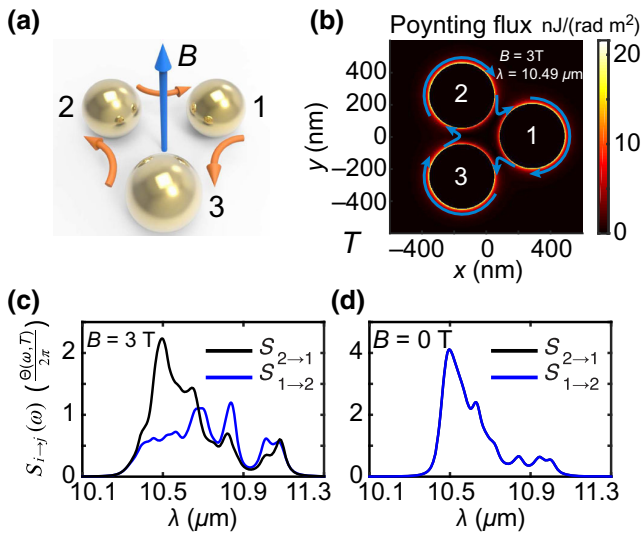 (a)
B
2
1
3
(b)
Poynting flux nJ/(rad m²)
B = 3T
λ = 10.49 μm
2
1
3
600
400
200
0
−200
−400
−600
y (nm)
−400
0
400
x (nm)
T
20
10
0
(c)
B = 3 T
S₂→₁
S₁→₂
S i→j (ω) (Θ(ω,T)/2π)
2
1
0
10.1 10.5 10.9 11.3
λ (μm)
(d)
B = 0 T
S₂→₁
S₁→₂
4
2
0
10.1 10.5 10.9 11.3
λ (μm)